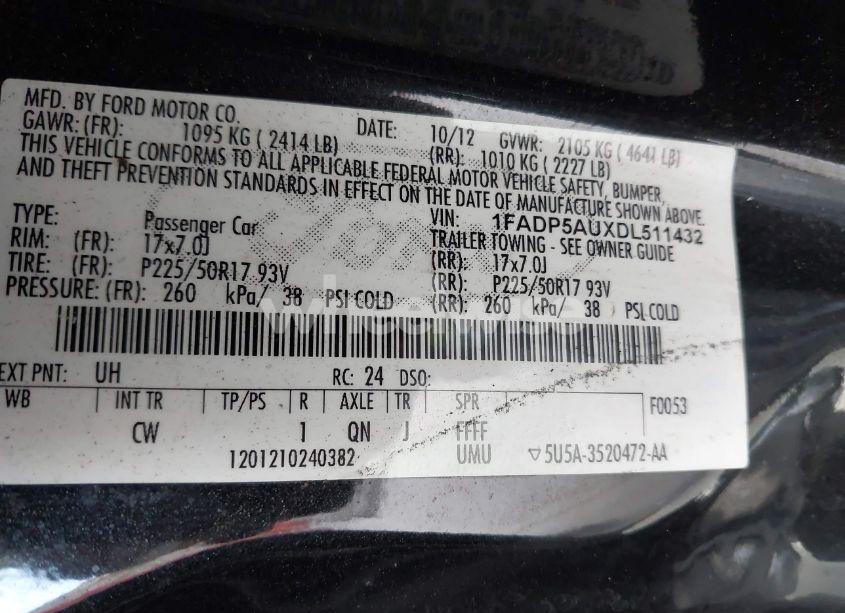 MFD. BY FORD MOTOR CO.
DATE: 10/12 GVWR: 2105 KG ( 4641 LB)
GAWR: (FR): 1095 KG ( 2414 LB) (RR): 1010 KG ( 2227 LB)
THIS VEHICLE CONFORMS TO ALL APPLICABLE FEDERAL MOTOR VEHICLE SAFETY, BUMPER,
AND THEFT PREVENTION STANDARDS IN EFFECT ON THE DATE OF MANUFACTURE SHOWN ABOVE.
VIN: 1FADP5AUXDL511432
TYPE: Passenger Car TRAILER TOWING - SEE OWNER GUIDE
RIM: (FR): 17x7.0J (RR): 17x7.0J
TIRE: (FR): P225/50R17 93V (RR): P225/50R17 93V
PRESSURE: (FR): 260 kPa/ 38 PSI COLD (RR): 260 kPa/ 38 PSI COLD
EXT PNT: UH RC: 24 DSO:
WB INT TR TP/PS R AXLE TR SPR F0053
CW 1 QN J FFFF
1201210240382 UMU 5U5A-3520472-AA